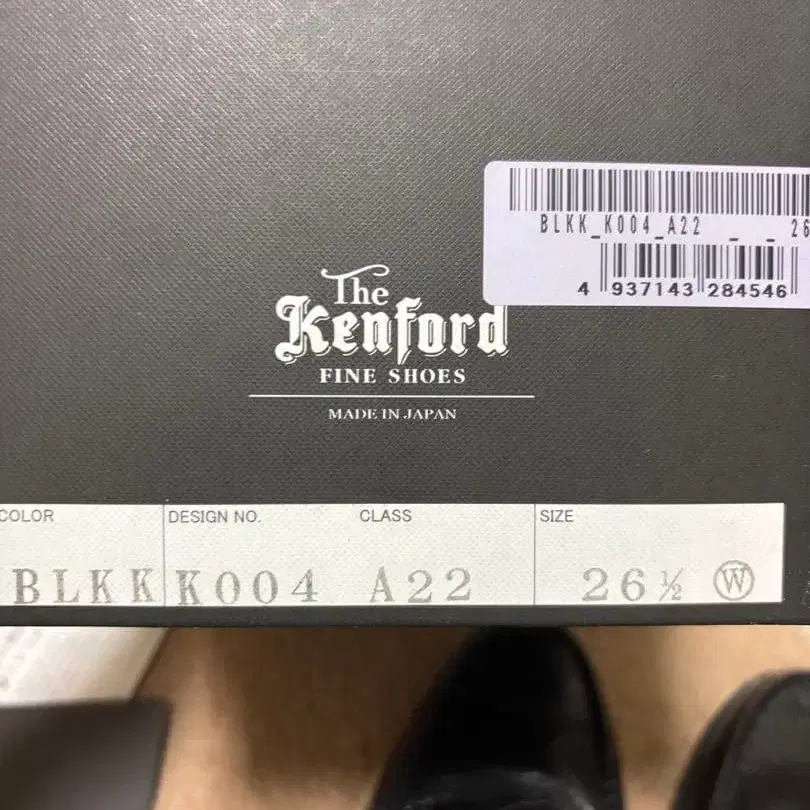 BLKK_K004_A22 _ _ 26
4 937143 284546
The
Kenford
FINE SHOES
MADE IN JAPAN
COLOR DESIGN NO. CLASS SIZE
BLKK K004 A22 26½ W